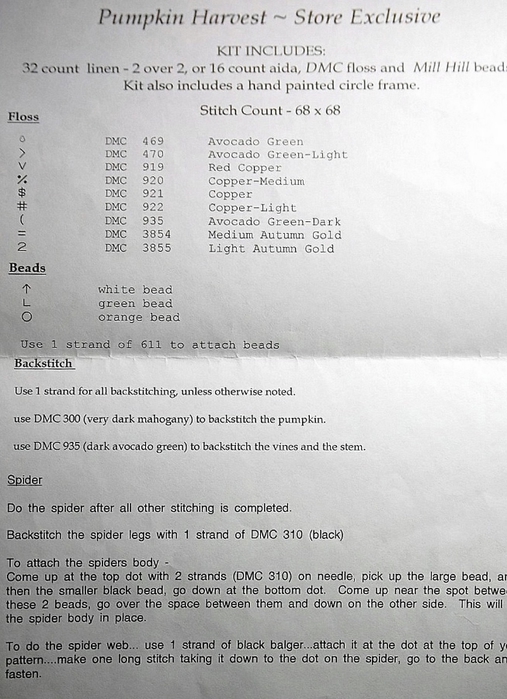 Pumpkin Harvest ~ Store Exclusive
KIT INCLUDES:
32 count linen - 2 over 2, or 16 count aida, DMC floss and Mill Hill bead
Kit also includes a hand painted circle frame.
Stitch Count - 68 x 68
Floss
○ DMC 469 Avocado Green
> DMC 470 Avocado Green-Light
V DMC 919 Red Copper
٪ DMC 920 Copper-Medium
$ DMC 921 Copper
# DMC 922 Copper-Light
( DMC 935 Avocado Green-Dark
= DMC 3854 Medium Autumn Gold
2 DMC 3855 Light Autumn Gold
Beads
↑ white bead
L green bead
O orange bead
Use 1 strand of 611 to attach beads
Backstitch
Use 1 strand for all backstitching, unless otherwise noted.
use DMC 300 (very dark mahogany) to backstitch the pumpkin.
use DMC 935 (dark avocado green) to backstitch the vines and the stem.
Spider
Do the spider after all other stitching is completed.
Backstitch the spider legs with 1 strand of DMC 310 (black)
To attach the spiders body -
Come up at the top dot with 2 strands (DMC 310) on needle, pick up the large bead, a
then the smaller black bead, go down at the bottom dot. Come up near the spot betwe
these 2 beads, go over the space between them and down on the other side. This will
the spider body in place.
To do the spider web... use 1 strand of black balger...attach it at the dot at the top of y
pattern....make one long stitch taking it down to the dot on the spider, go to the back an
fasten.